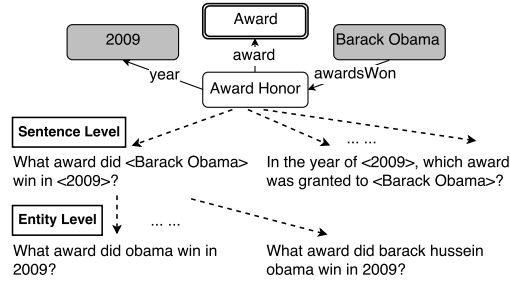 Award
2009
Barack Obama
award
year
awardsWon
Award Honor
Sentence Level
... ...
What award did <Barack Obama>
win in <2009>?
In the year of <2009>, which award
was granted to <Barack Obama>?
Entity Level
... ...
What award did obama win in
2009?
What award did barack hussein
obama win in 2009?